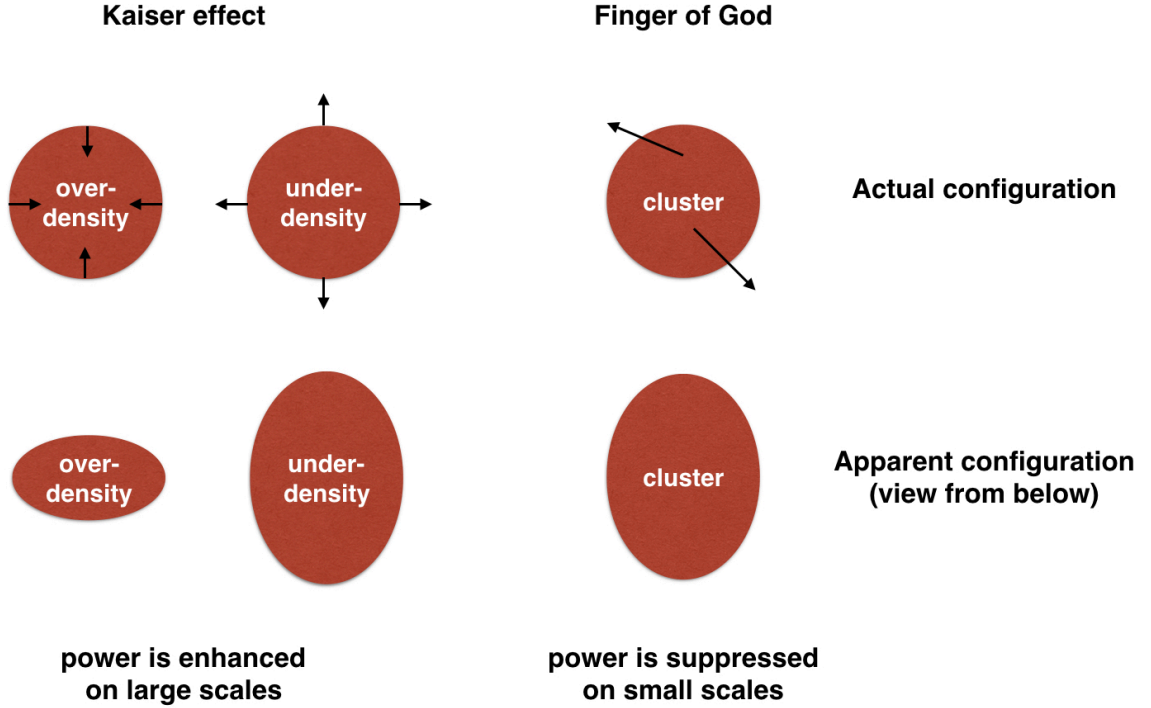 Kaiser effect
Finger of God
over-
density
under-
density
cluster
Actual configuration
over-
density
under-
density
cluster
Apparent configuration
(view from below)
power is enhanced
on large scales
power is suppressed
on small scales